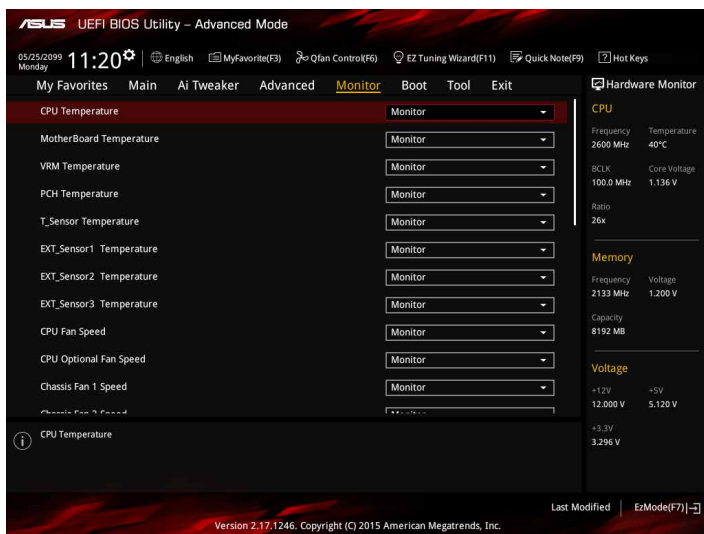 ASUS UEFI BIOS Utility – Advanced Mode
05/25/2099
Monday
11:20
English
MyFavorite(F3)
Qfan Control(F6)
EZ Tuning Wizard(F11)
Quick Note(F9)
? Hot Keys
My Favorites
Main
Ai Tweaker
Advanced
Monitor
Boot
Tool
Exit
CPU Temperature Monitor
MotherBoard Temperature Monitor
VRM Temperature Monitor
PCH Temperature Monitor
T_Sensor Temperature Monitor
EXT_Sensor1 Temperature Monitor
EXT_Sensor2 Temperature Monitor
EXT_Sensor3 Temperature Monitor
CPU Fan Speed Monitor
CPU Optional Fan Speed Monitor
Chassis Fan 1 Speed Monitor
CPU Temperature
Hardware Monitor
CPU
Frequency Temperature
2600 MHz 40°C
BCLK Core Voltage
100.0 MHz 1.136 V
Ratio
26x
Memory
Frequency Voltage
2133 MHz 1.200 V
Capacity
8192 MB
Voltage
+12V +5V
12.000 V 5.120 V
+3.3V
3.296 V
Last Modified
EzMode(F7)
Version 2.17.1246. Copyright (C) 2015 American Megatrends, Inc.